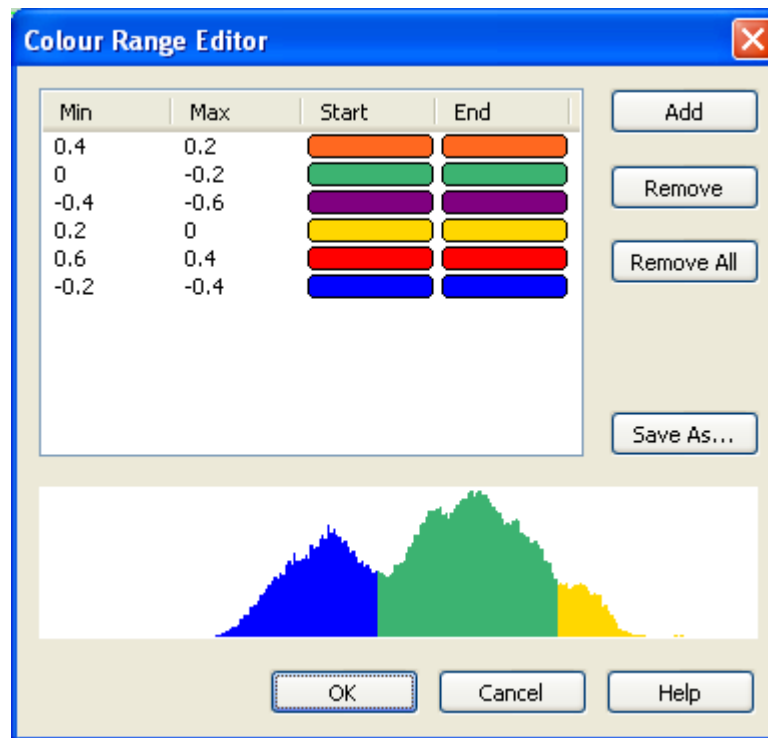 Colour Range Editor
Min Max Start End
0.4 0.2
0 -0.2
-0.4 -0.6
0.2 0
0.6 0.4
-0.2 -0.4
Add
Remove
Remove All
Save As...
OK Cancel Help